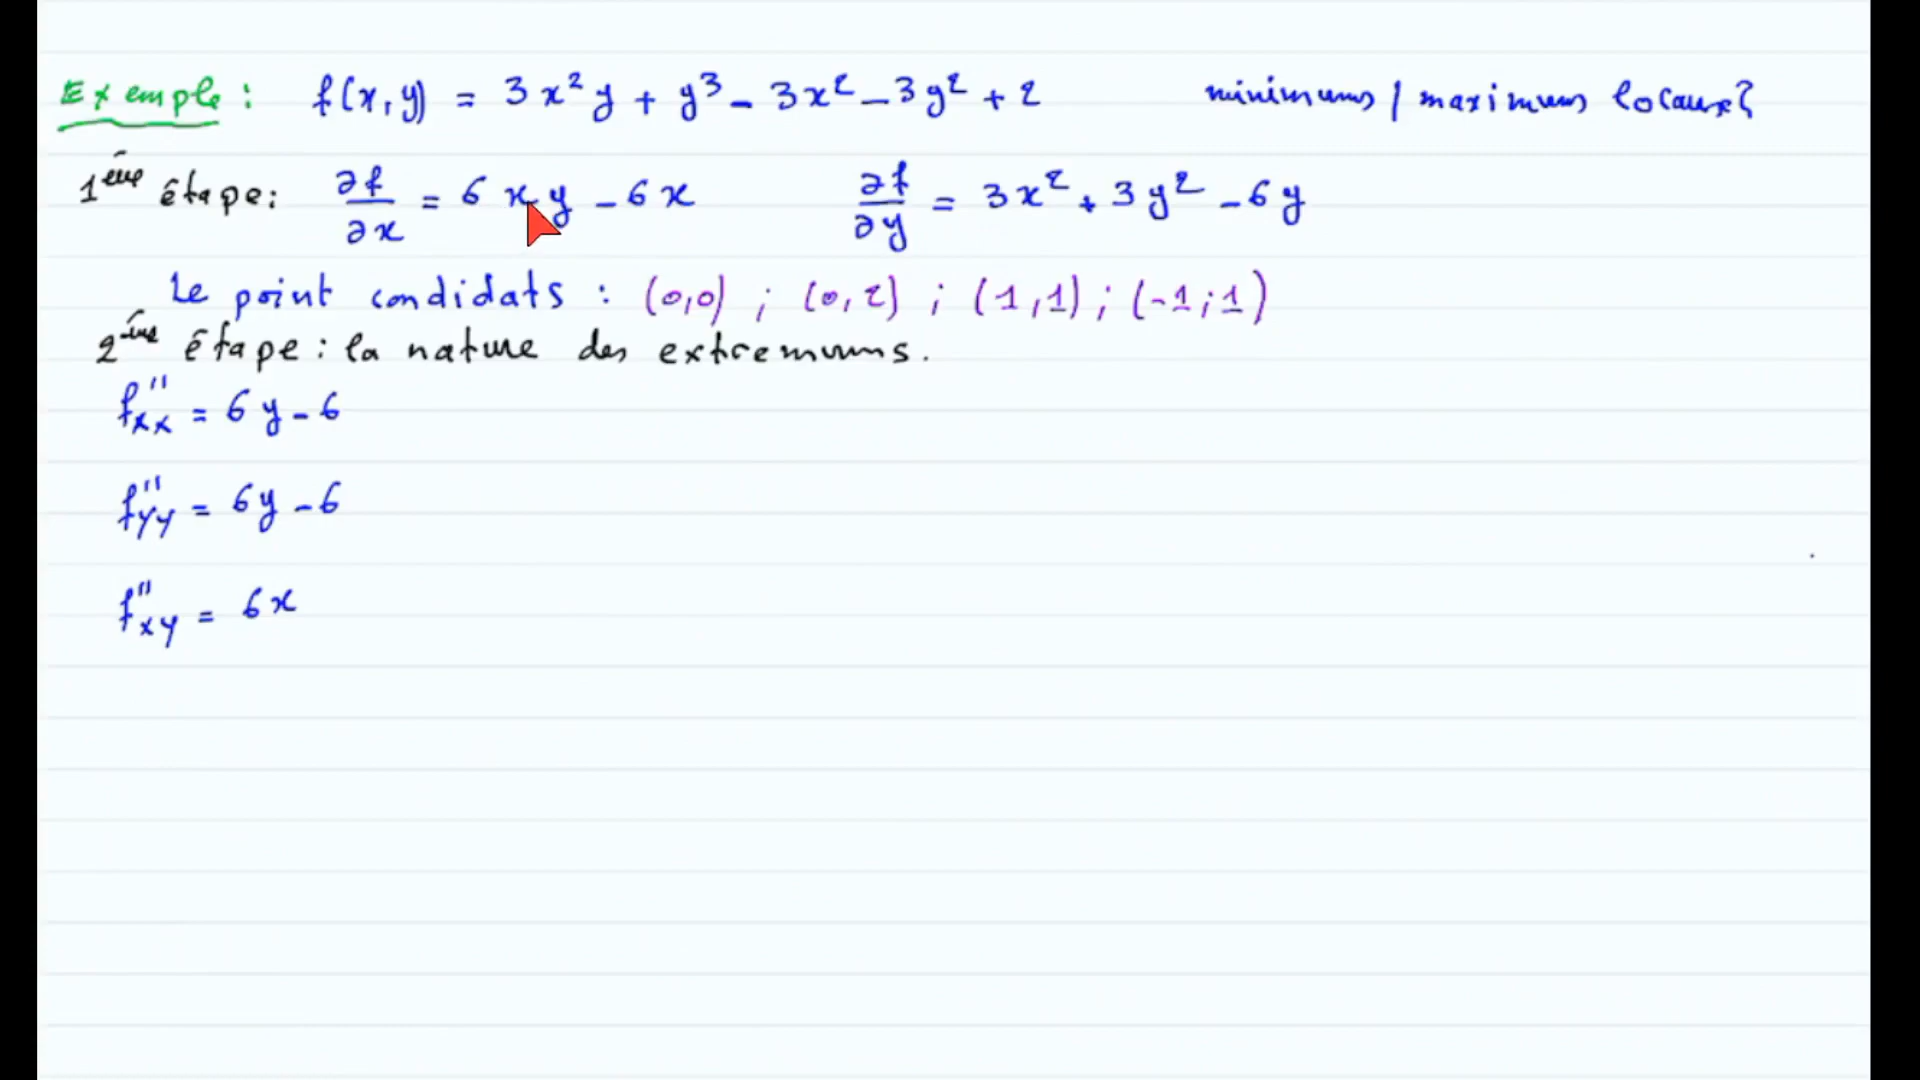 Exemple : f(x,y) = 3x²y + y³ - 3x² - 3y² + 2 minimums / maximums locaux ?
1ère étape : ∂f/∂x = 6xy - 6x ∂f/∂y = 3x² + 3y² - 6y
Le point condidats : (0,0) ; (0,2) ; (1,1) ; (-1;1)
2ème étape : la nature des extremums.
f''xx = 6y - 6
f''yy = 6y - 6
f''xy = 6x